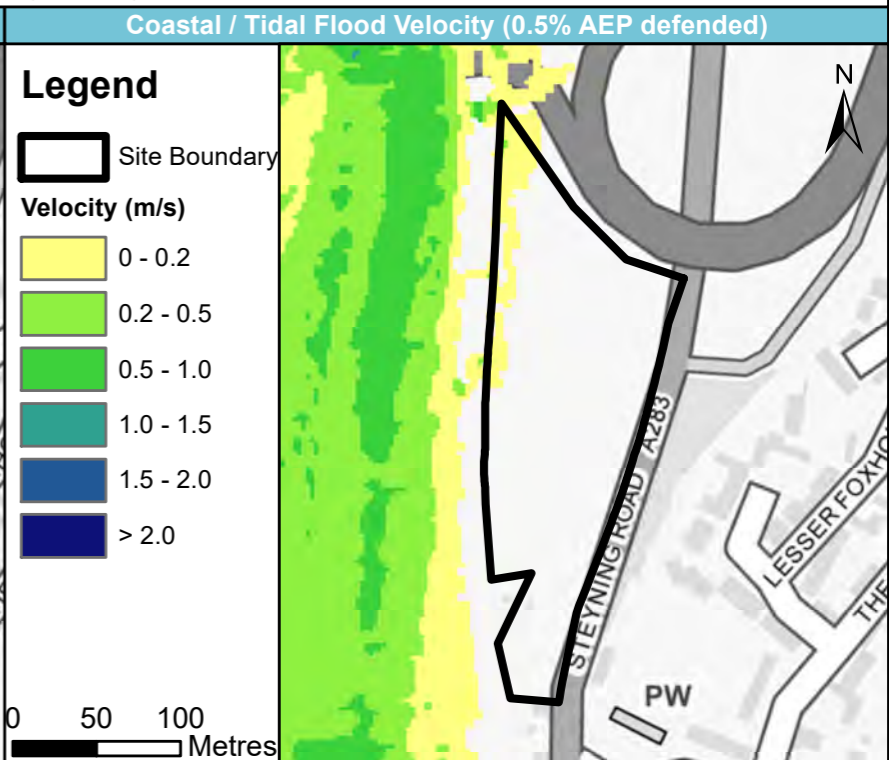 Coastal / Tidal Flood Velocity (0.5% AEP defended)
Legend
Site Boundary
Velocity (m/s)
0 - 0.2
0.2 - 0.5
0.5 - 1.0
1.0 - 1.5
1.5 - 2.0
> 2.0
0 50 100
Metres
N
STEYNING ROAD A283
LESSER FOXHO
THE
PW